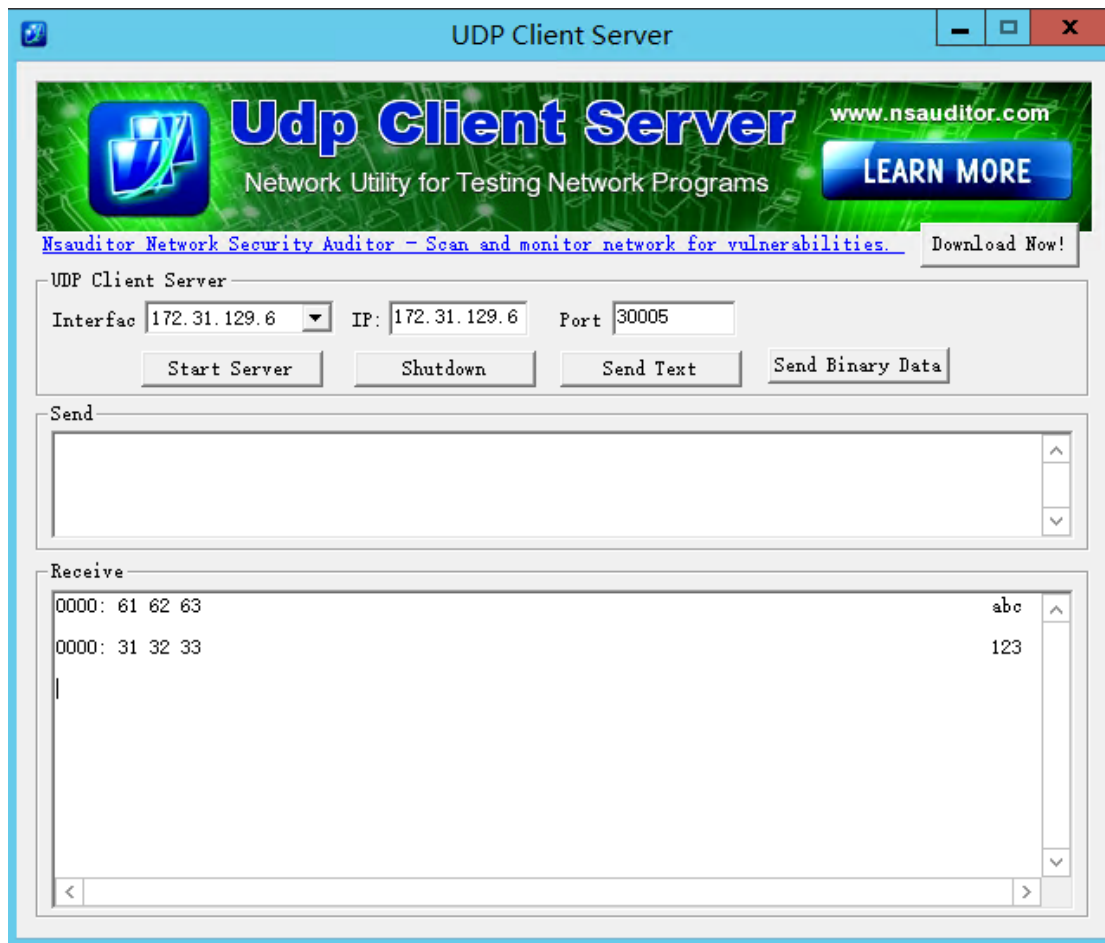 UDP Client Server
Udp Client Server
www.nsauditor.com
Network Utility for Testing Network Programs
LEARN MORE
Nsauditor Network Security Auditor - Scan and monitor network for vulnerabilities.
Download Now!
UDP Client Server
Interfac 172.31.129.6 IP: 172.31.129.6 Port 30005
Start Server Shutdown Send Text Send Binary Data
Send
Receive
0000: 61 62 63 abc
0000: 31 32 33 123